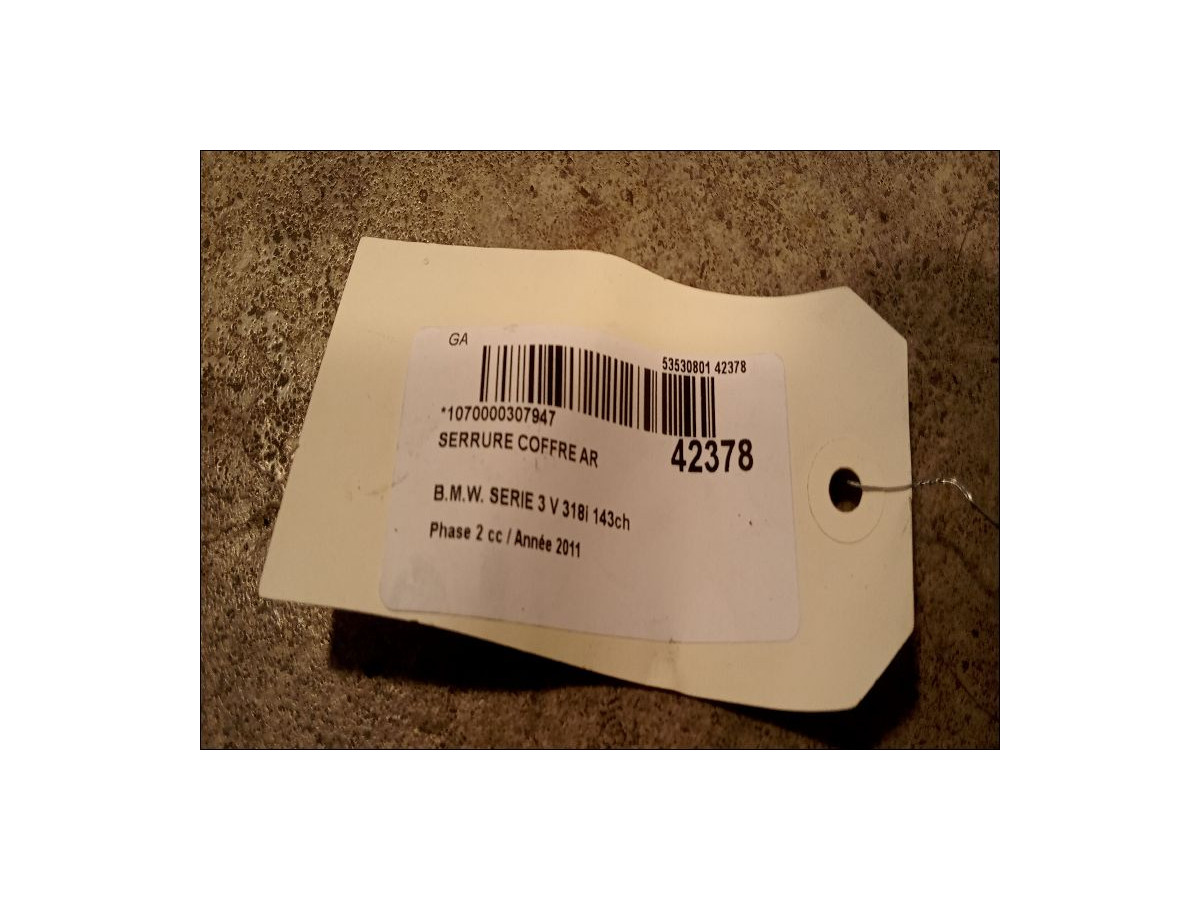 GA
53530801 42378
*1070000307947
42378
SERRURE COFFRE AR
B.M.W. SERIE 3 V 318i 143ch
Phase 2 cc / Année 2011